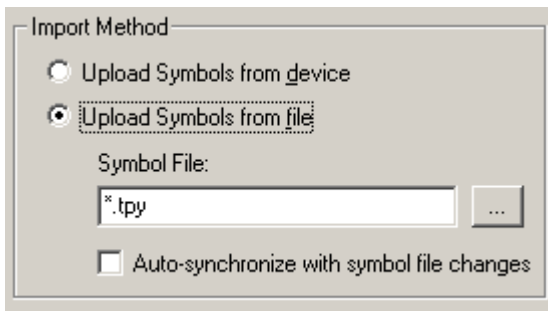 Import Method
Upload Symbols from device
Upload Symbols from file
Symbol File:
*.tpy
...
Auto-synchronize with symbol file changes